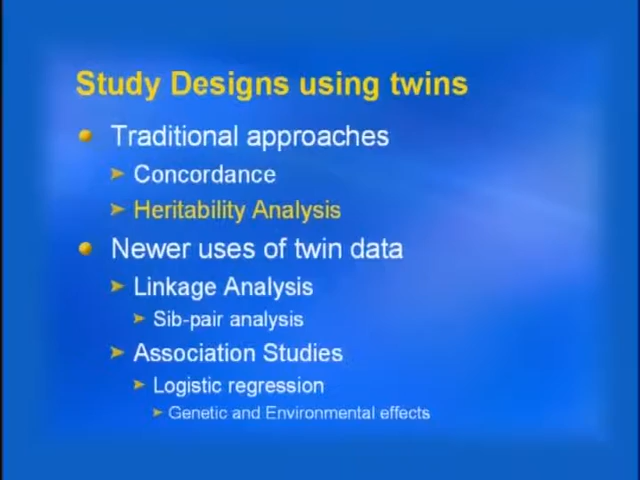 Study Designs using twins
Traditional approaches
Concordance
Heritability Analysis
Newer uses of twin data
Linkage Analysis
Sib-pair analysis
Association Studies
Logistic regression
Genetic and Environmental effects